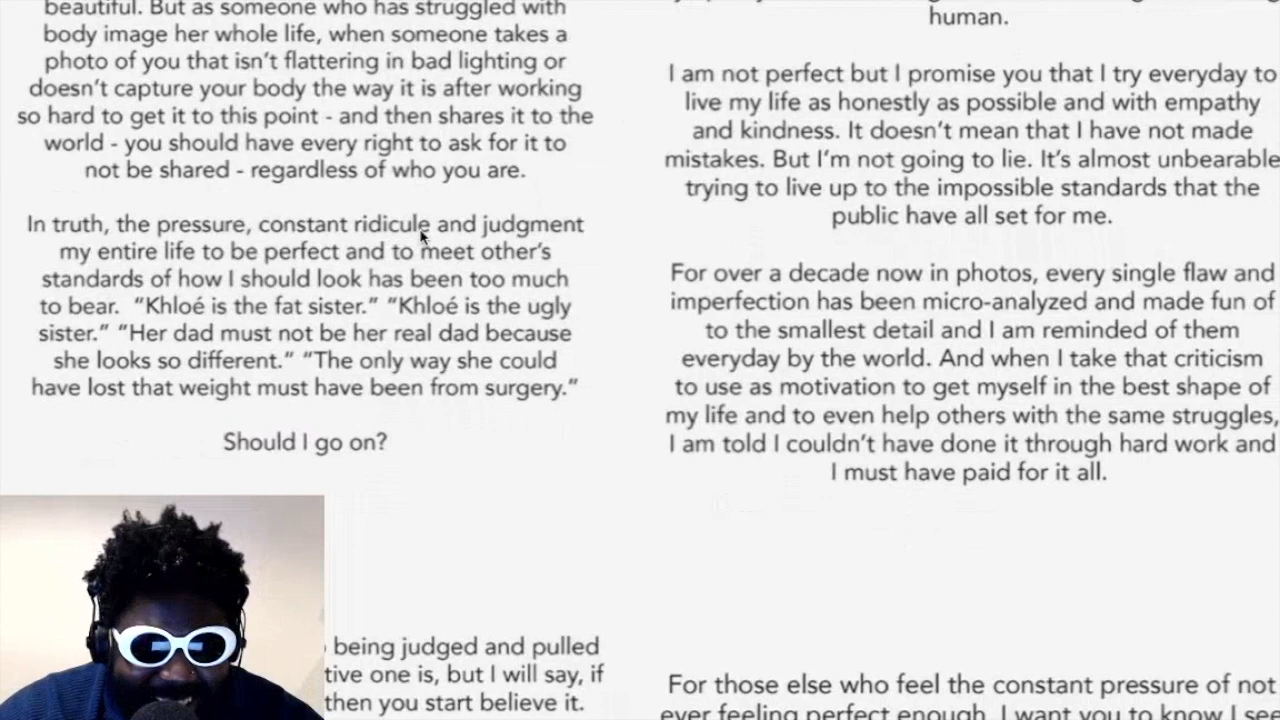 beautiful. But as someone who has struggled with
body image her whole life, when someone takes a
photo of you that isn't flattering in bad lighting or
doesn't capture your body the way it is after working
so hard to get it to this point - and then shares it to the
world - you should have every right to ask for it to
not be shared - regardless of who you are.
In truth, the pressure, constant ridicule and judgment
my entire life to be perfect and to meet other's
standards of how I should look has been too much
to bear.  “Khloé is the fat sister.” “Khloé is the ugly
sister.” “Her dad must not be her real dad because
she looks so different.” “The only way she could
have lost that weight must have been from surgery.”
Should I go on?
being judged and pulled
tive one is, but I will say, if
then you start believe it.
human.
I am not perfect but I promise you that I try everyday to
live my life as honestly as possible and with empathy
and kindness. It doesn't mean that I have not made
mistakes. But I'm not going to lie. It's almost unbearable
trying to live up to the impossible standards that the
public have all set for me.
For over a decade now in photos, every single flaw and
imperfection has been micro-analyzed and made fun of
to the smallest detail and I am reminded of them
everyday by the world. And when I take that criticism
to use as motivation to get myself in the best shape of
my life and to even help others with the same struggles,
I am told I couldn't have done it through hard work and
I must have paid for it all.
For those else who feel the constant pressure of not
ever feeling perfect enough, I want you to know I see